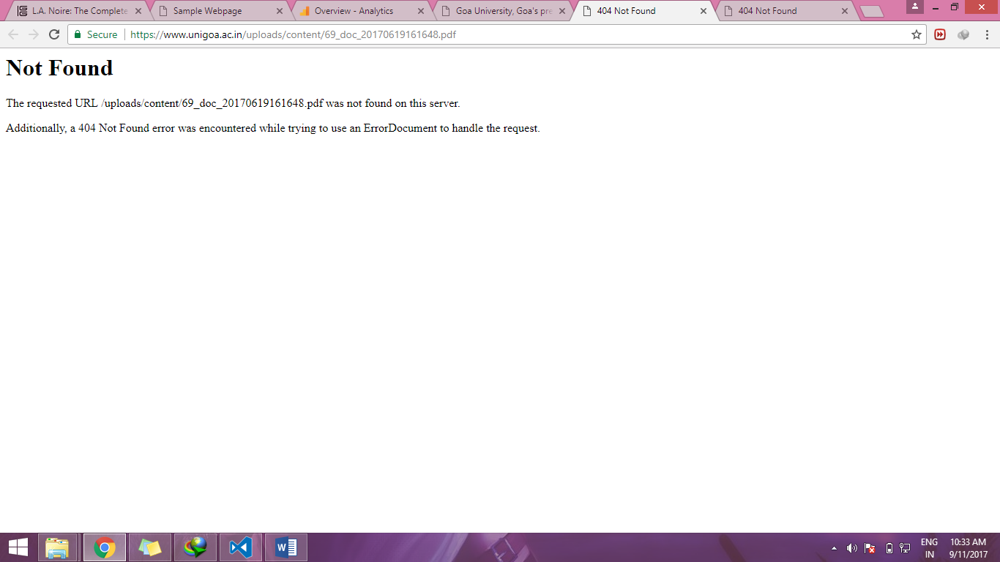 L.A. Noire: The Complete
Sample Webpage
Overview - Analytics
Goa University, Goa's pre
404 Not Found
404 Not Found
Secure
https://www.unigoa.ac.in/uploads/content/69_doc_20170619161648.pdf
Not Found
The requested URL /uploads/content/69_doc_20170619161648.pdf was not found on this server.
Additionally, a 404 Not Found error was encountered while trying to use an ErrorDocument to handle the request.
ENG
IN
10:33 AM
9/11/2017